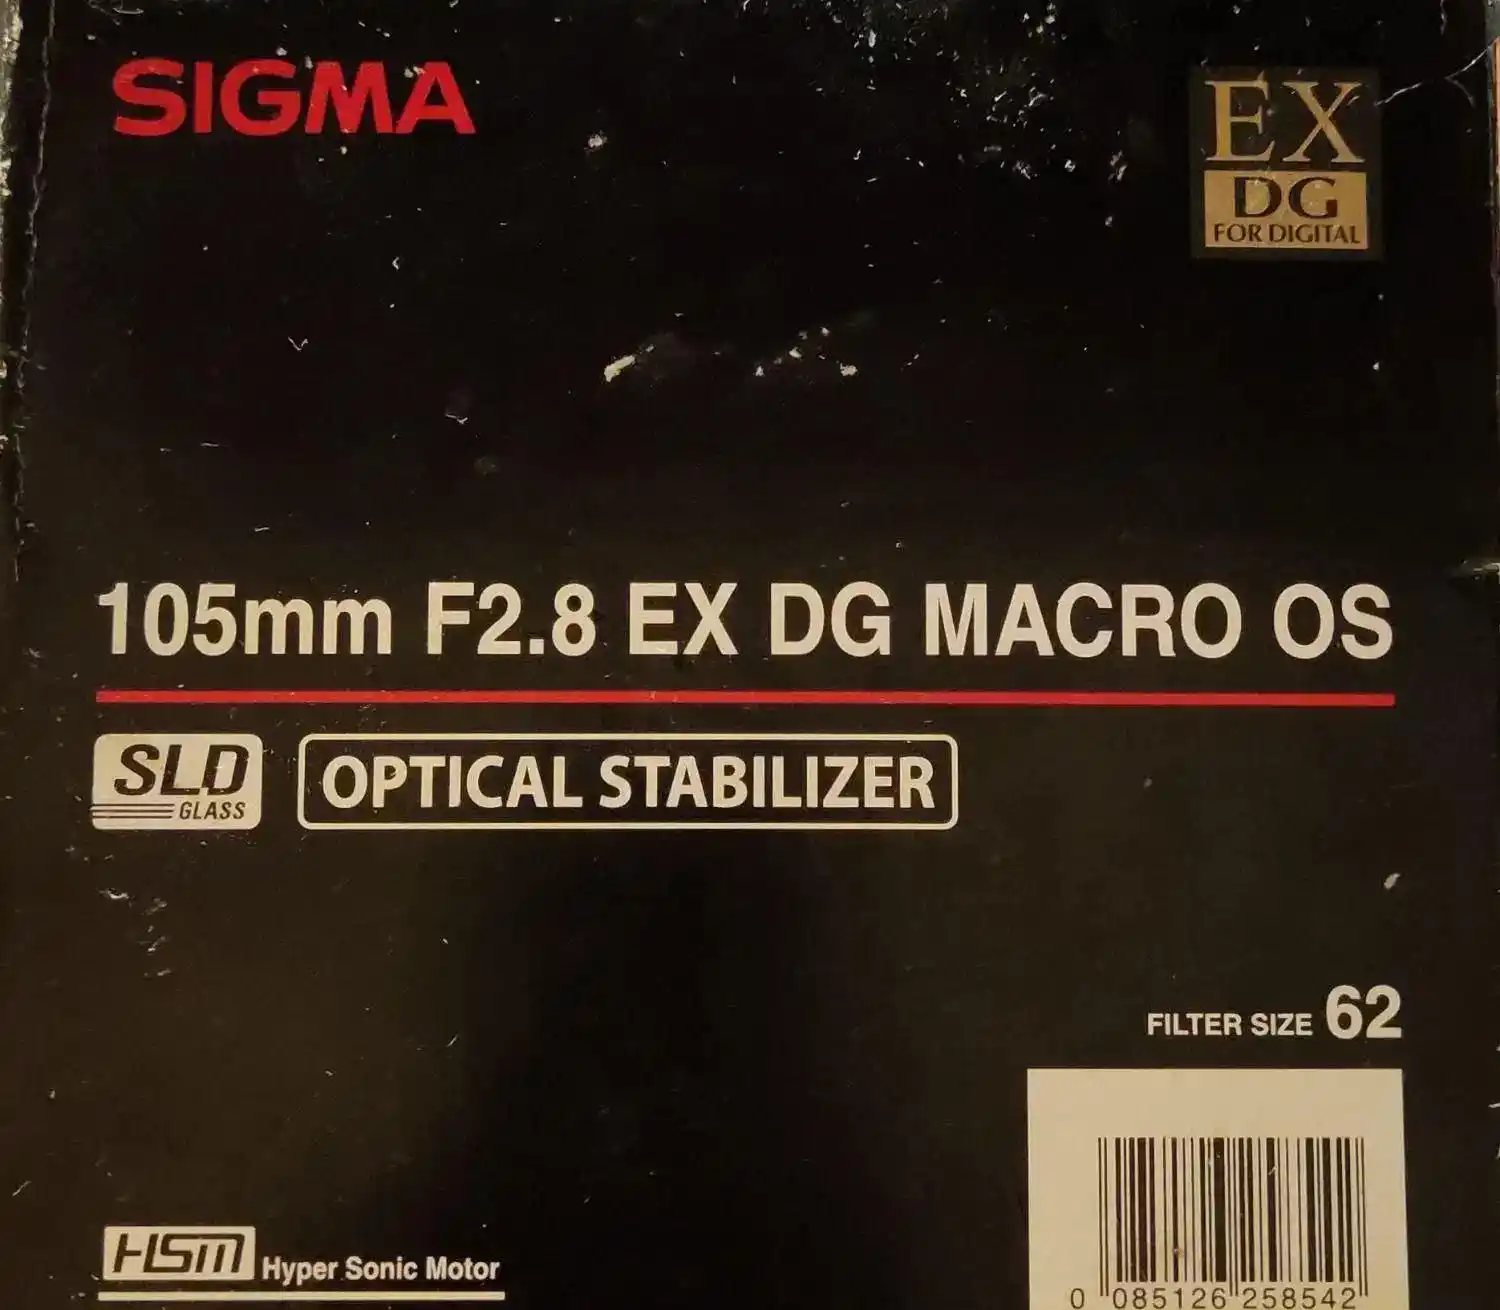 SIGMA
EX
DG
FOR DIGITAL
105mm F2.8 EX DG MACRO OS
SLD
GLASS
OPTICAL STABILIZER
FILTER SIZE 62
HSM Hyper Sonic Motor
0 085126 258542